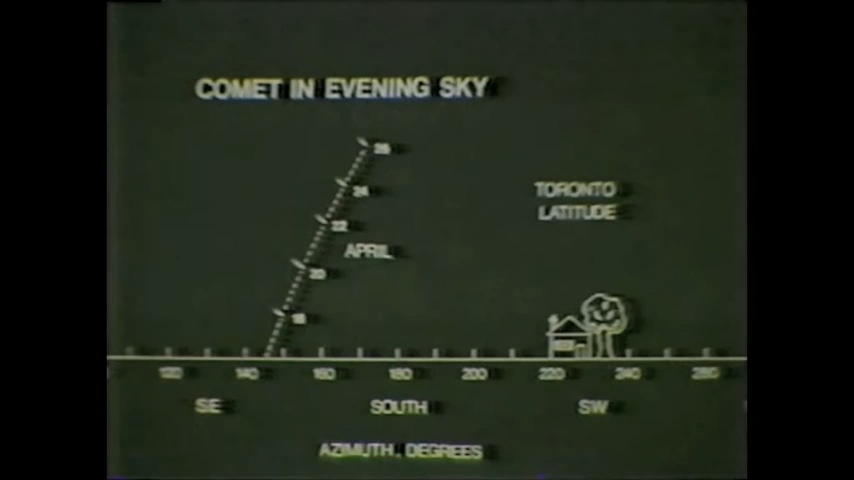 COMET IN EVENING SKY
26
24
TORONTO
LATITUDE
22
APRIL
20
18
120 140 160 180 200 220 240 260
SE SOUTH SW
AZIMUTH, DEGREES